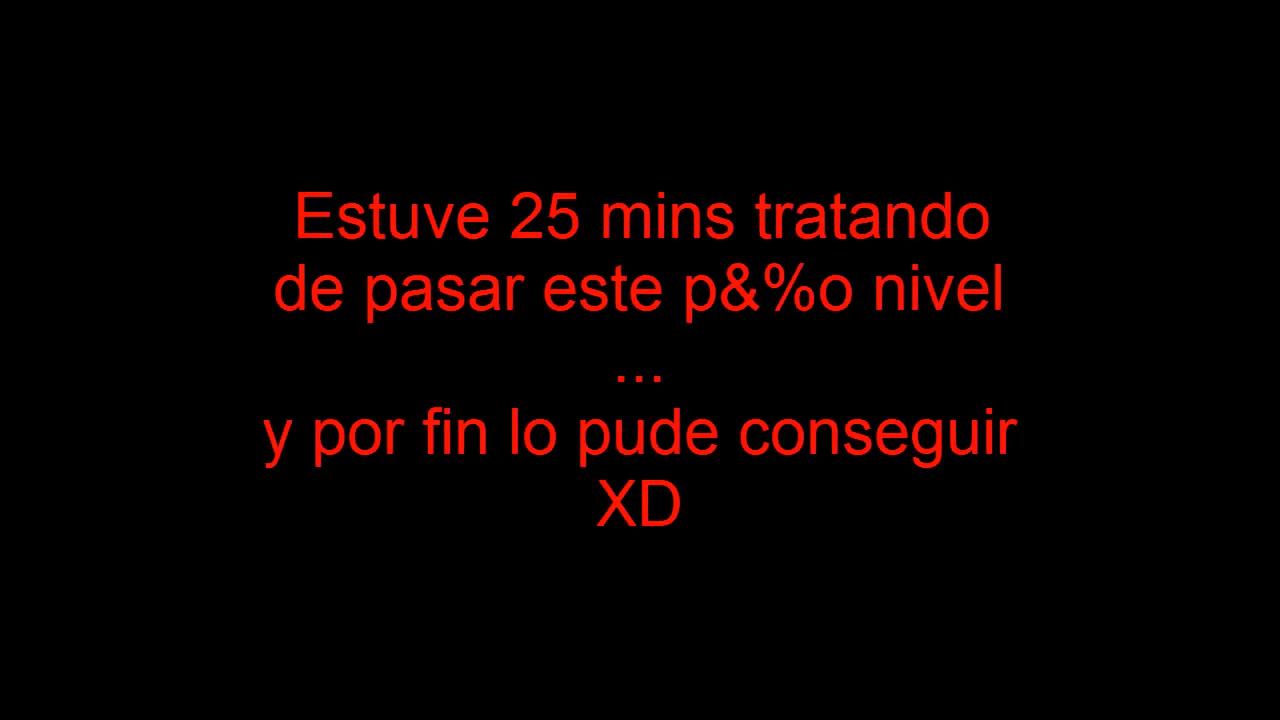 Estuve 25 mins tratando
de pasar este p&%o nivel
...
y por fin lo pude conseguir
XD